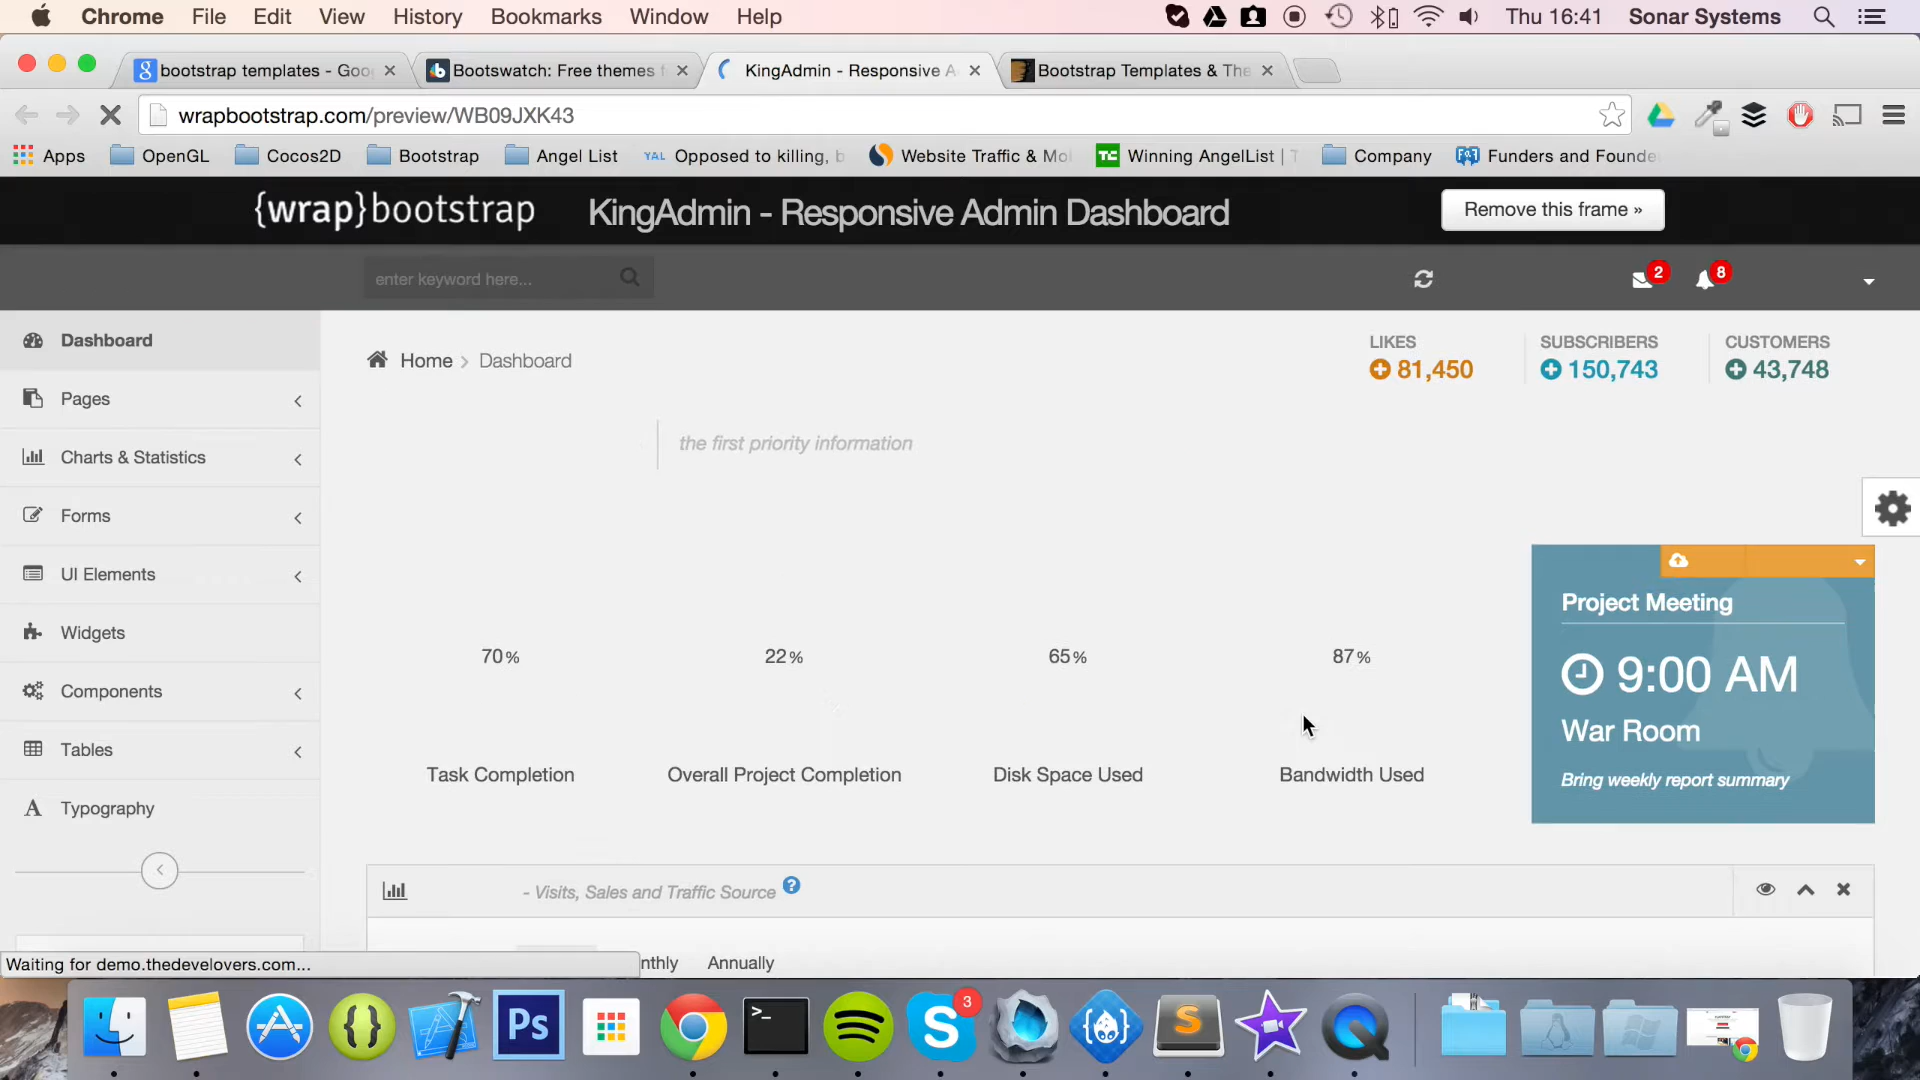 Chrome File Edit View History Bookmarks Window Help Thu 16:41 Sonar Systems
bootstrap templates - Goo
Bootswatch: Free themes f
KingAdmin - Responsive A
Bootstrap Templates & The
wrapbootstrap.com/preview/WB09JXK43
Apps OpenGL Cocos2D Bootstrap Angel List YAL Opposed to killing, b Website Traffic & Mo TC Winning AngelList | T Company F&F Funders and Founde
{wrap}bootstrap KingAdmin - Responsive Admin Dashboard Remove this frame »
enter keyword here... 2 8
Dashboard
Pages
Charts & Statistics
Forms
UI Elements
Widgets
Components
Tables
Typography
Home > Dashboard
LIKES
81,450
SUBSCRIBERS
150,743
CUSTOMERS
43,748
the first priority information
70%
Task Completion
22%
Overall Project Completion
65%
Disk Space Used
87%
Bandwidth Used
Project Meeting
9:00 AM
War Room
Bring weekly report summary
- Visits, Sales and Traffic Source ?
nthly Annually
Waiting for demo.thedevelovers.com...
Ps
3